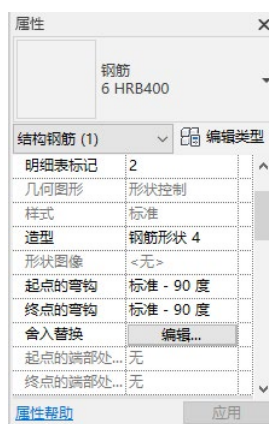 属性
钢筋
6 HRB400
结构钢筋 (1) 编辑类型
明细表标记 2
几何图形 形状控制
样式 标准
造型 钢筋形状 4
形状图像 <无>
起点的弯钩 标准 - 90 度
终点的弯钩 标准 - 90 度
舍入替换 编辑...
起点的端部处... 无
终点的端部处... 无
属性帮助 应用